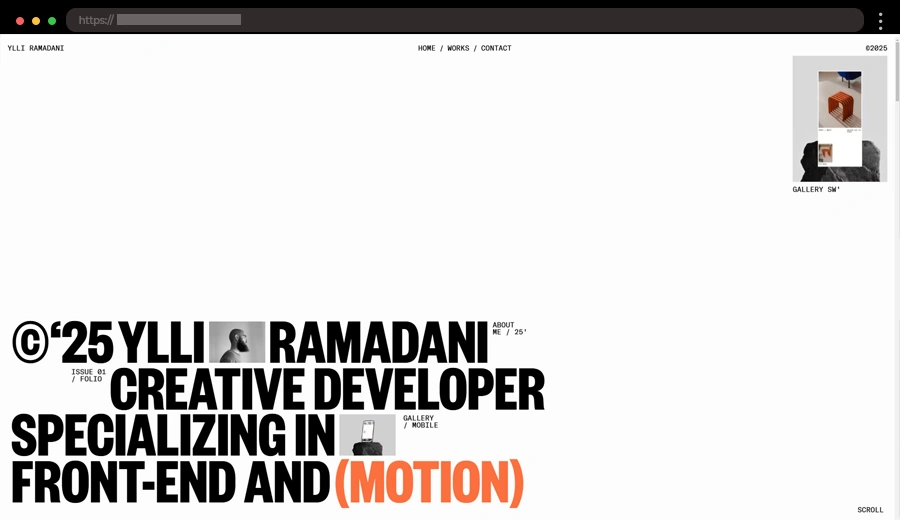 https://
YLLI RAMADANI
HOME / WORKS / CONTACT
©2025
GALLERY SW'
©‘25 YLLI RAMADANI
ABOUT
ME / 25'
ISSUE 01
/ FOLIO
CREATIVE DEVELOPER
SPECIALIZING IN
GALLERY
/ MOBILE
FRONT-END AND (MOTION)
SCROLL